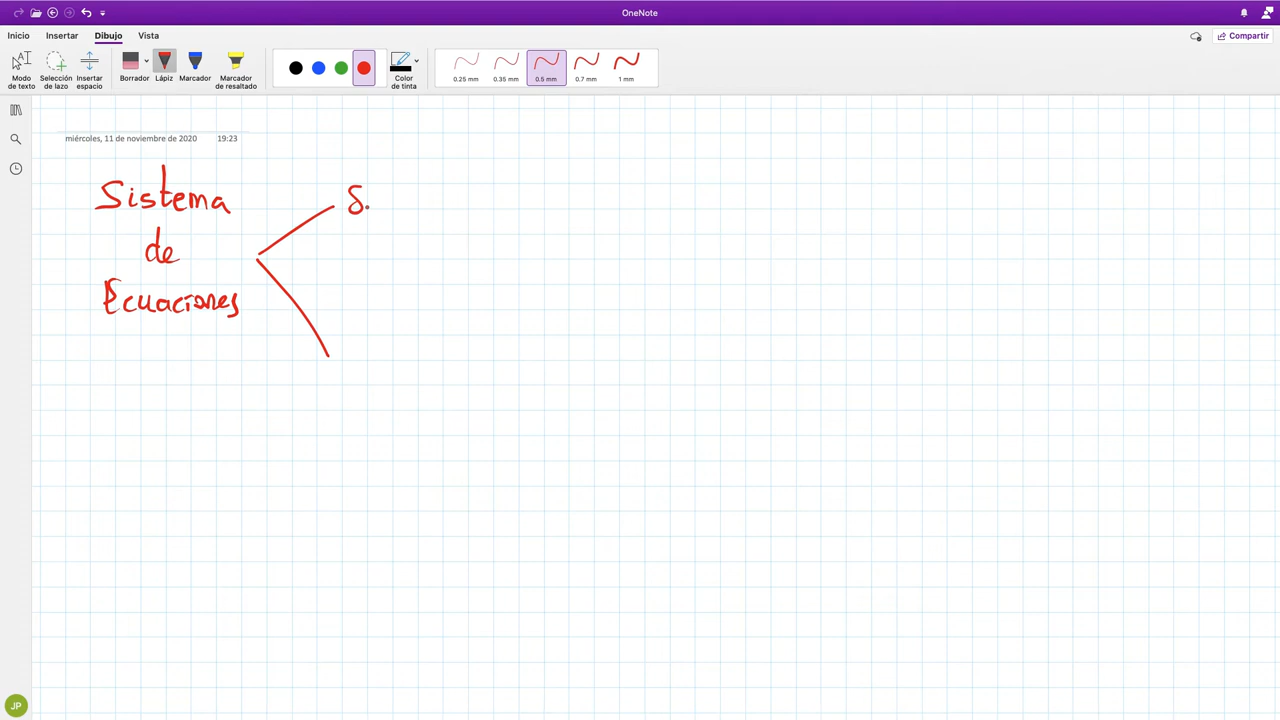 OneNote
Inicio Insertar Dibujo Vista
Compartir
Modo de texto
Selección de lazo
Insertar espacio
Borrador
Lápiz
Marcador
Marcador de resaltado
Color de tinta
0.25 mm
0.35 mm
0.5 mm
0.7 mm
1 mm
miércoles, 11 de noviembre de 2020 19:23
Sistema
de
Ecuaciones
S.
JP